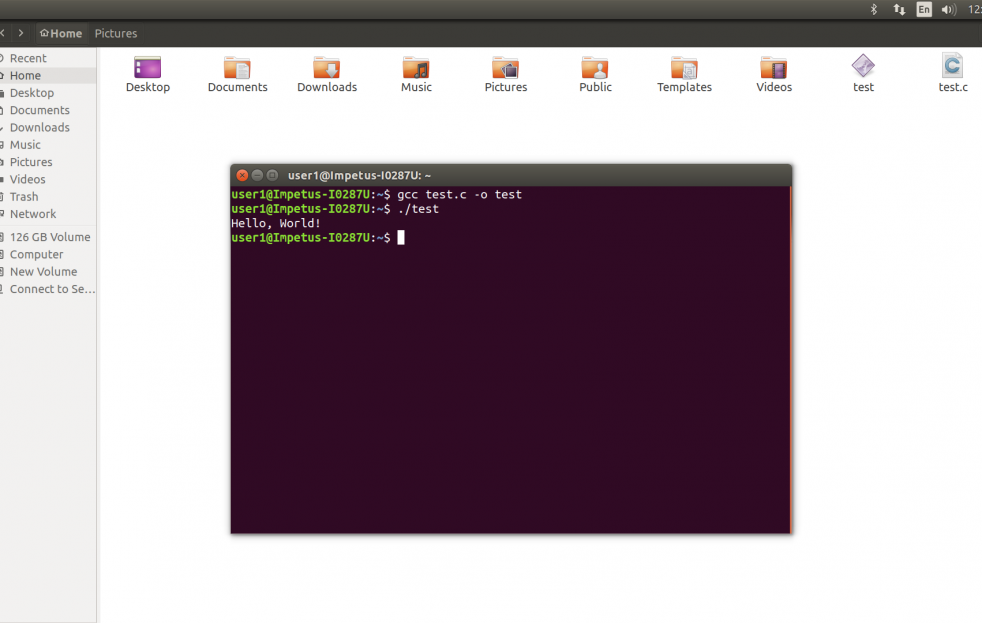 En
12:
Home Pictures
Recent
Home
Desktop
Documents
Downloads
Music
Pictures
Videos
Trash
Network
126 GB Volume
Computer
New Volume
Connect to Se...
Desktop
Documents
Downloads
Music
Pictures
Public
Templates
Videos
test
C
test.c
user1@Impetus-I0287U: ~
user1@Impetus-I0287U:~$ gcc test.c -o test
user1@Impetus-I0287U:~$ ./test
Hello, World!
user1@Impetus-I0287U:~$